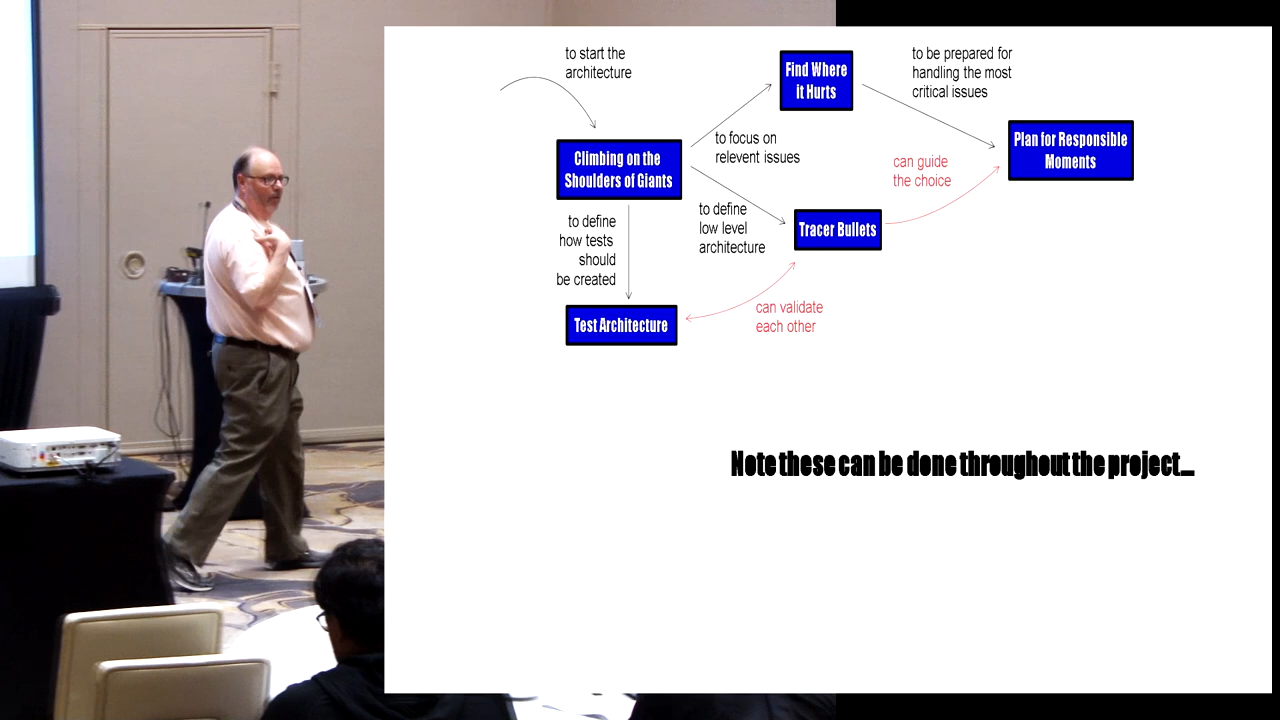 to start the
architecture
Find Where
it Hurts
to be prepared for
handling the most
critical issues
Climbing on the
Shoulders of Giants
to focus on
relevent issues
can guide
the choice
Plan for Responsible
Moments
to define
how tests
should
be created
to define
low level
architecture
Tracer Bullets
Test Architecture
can validate
each other
Note these can be done throughout the project...